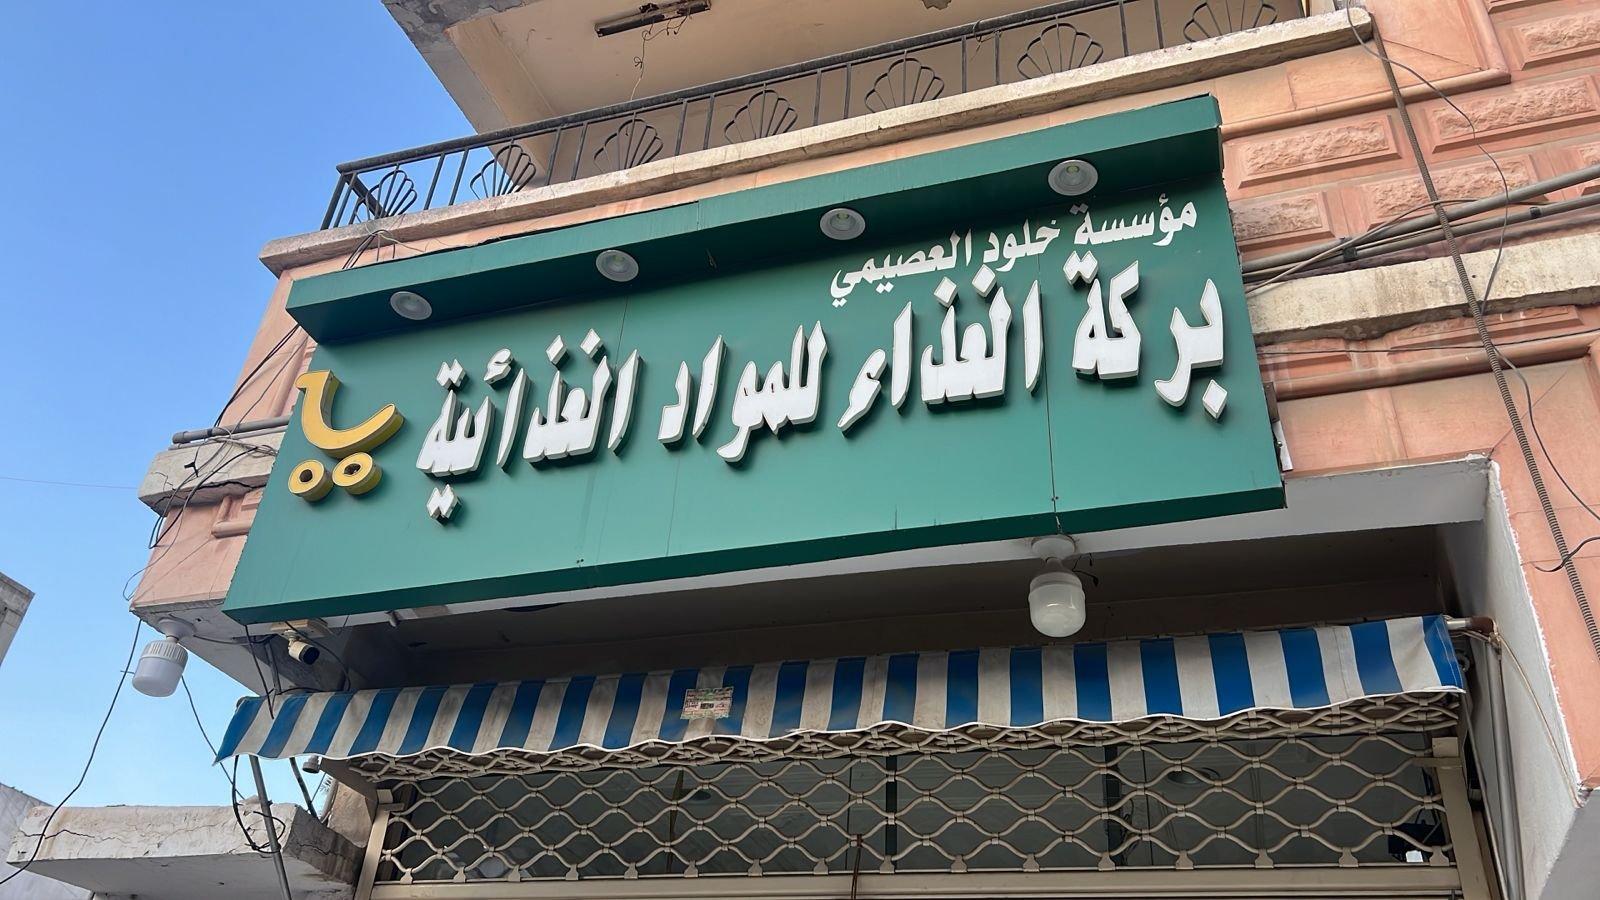 مؤسسة خلود العصيمي
بركة الغذاء للمواد الغذائية